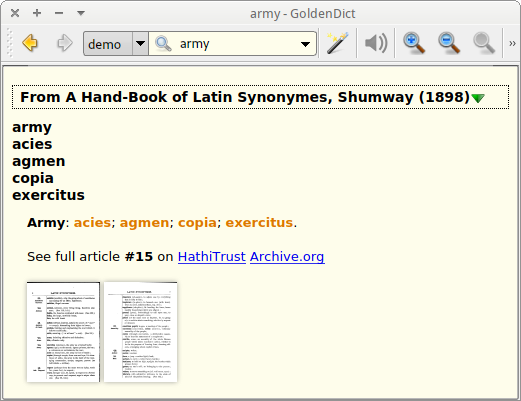 army - GoldenDict
demo army »
From A Hand-Book of Latin Synonymes, Shumway (1898)
army
acies
agmen
copia
exercitus
Army: acies; agmen; copia; exercitus.
See full article #15 on HathiTrust Archive.org
LATIN SYNONYMES. LATIN SYNONYMES.